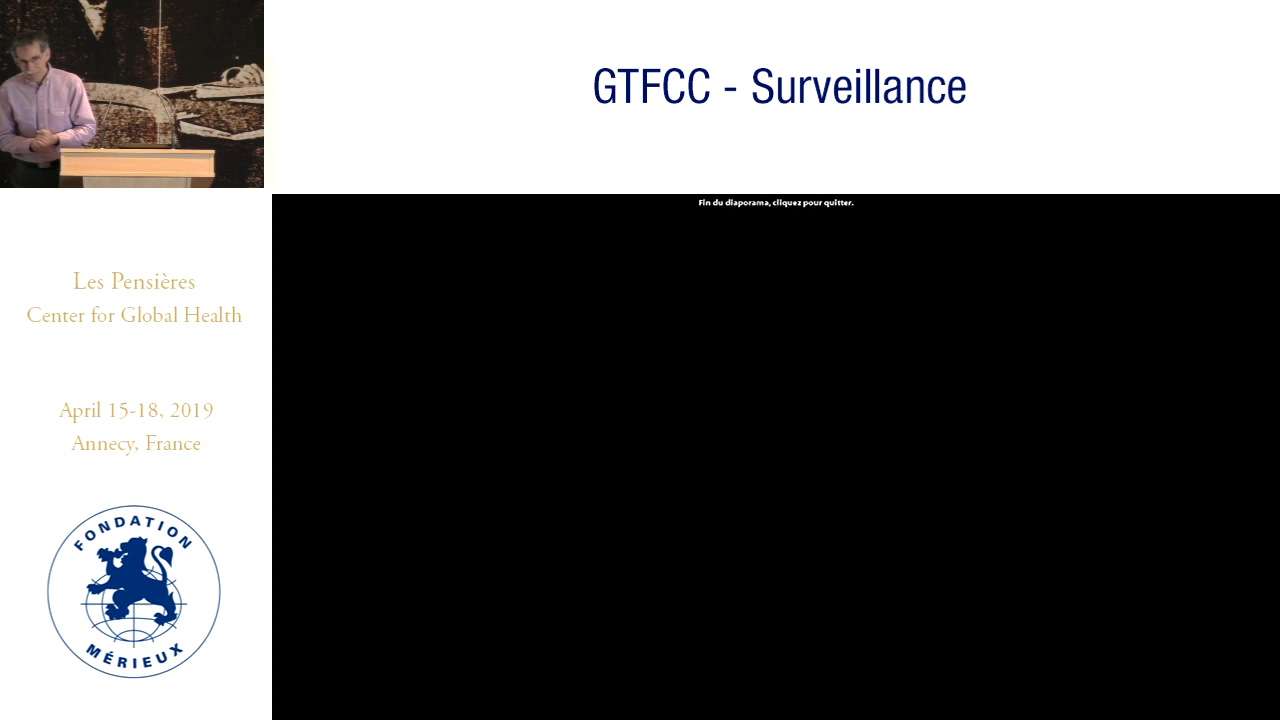 GTFCC - Surveillance
Fin du diaporama, cliquez pour quitter.
Les Pensières
Center for Global Health
April 15-18, 2019
Annecy, France
FONDATION
MÉRIEUX